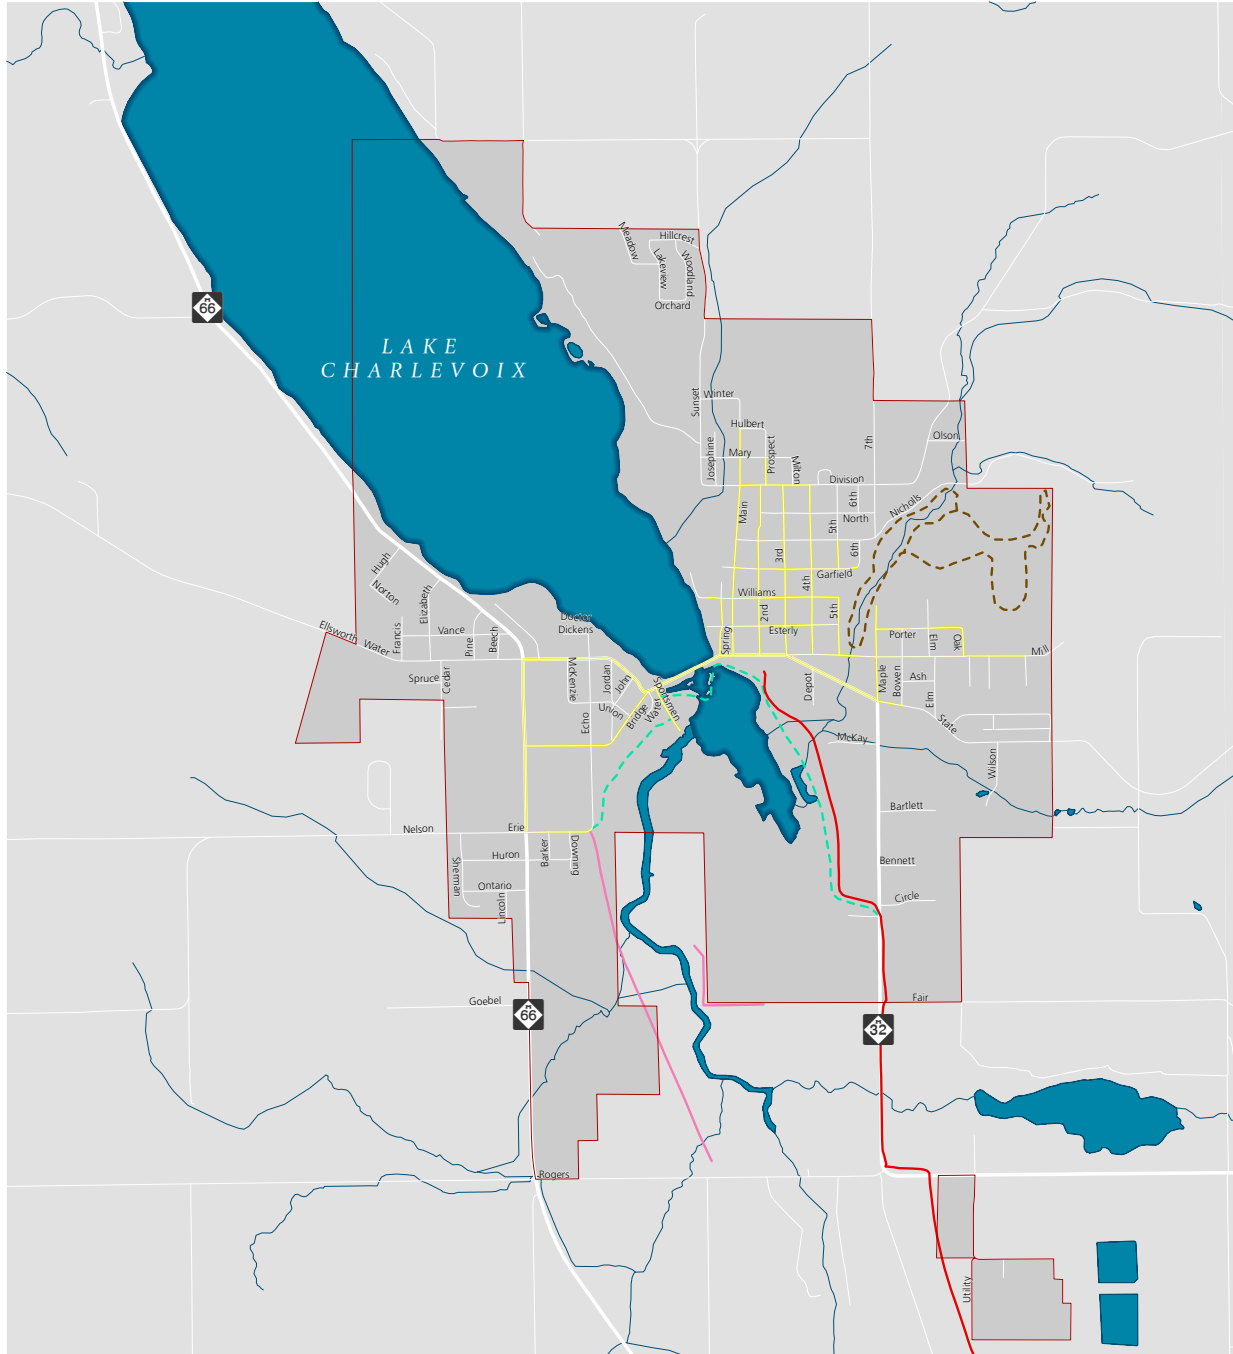 Meadow
Hillcrest
Lakeview
Woodland
Orchard
M
66
LAKE
CHARLEVOIX
Sunset
Winter
Hulbert
Josephine
Mary
Prospect
Milton
7th
Olson
Division
6th
Nicholls
Main
5th
North
3rd
6th
Garfield
4th
Hugh
Norton
Elizabeth
Williams
2nd
5th
Doctor
Dickens
Ellsworth
Water
Francis
Vance
Pine
Beech
Spring
Esterly
Porter
Elm
Oak
Mill
Spruce
Cedar
McKenzie
Jordan
John
Sportsmen
Depot
Maple
Bowen
Ash
Elm
Echo
Union
Bridge
Water
State
McKay
Wilson
Bartlett
Nelson
Erie
Huron
Barker
Downing
Sherman
Bennett
Ontario
Lincoln
Circle
Goebel
M
66
Fair
M
32
Rogers
Utility